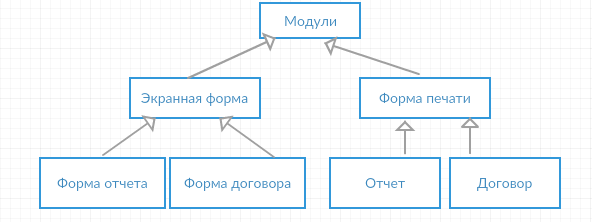 Модули
Экранная форма
Форма печати
Форма отчета
Форма договора
Отчет
Договор